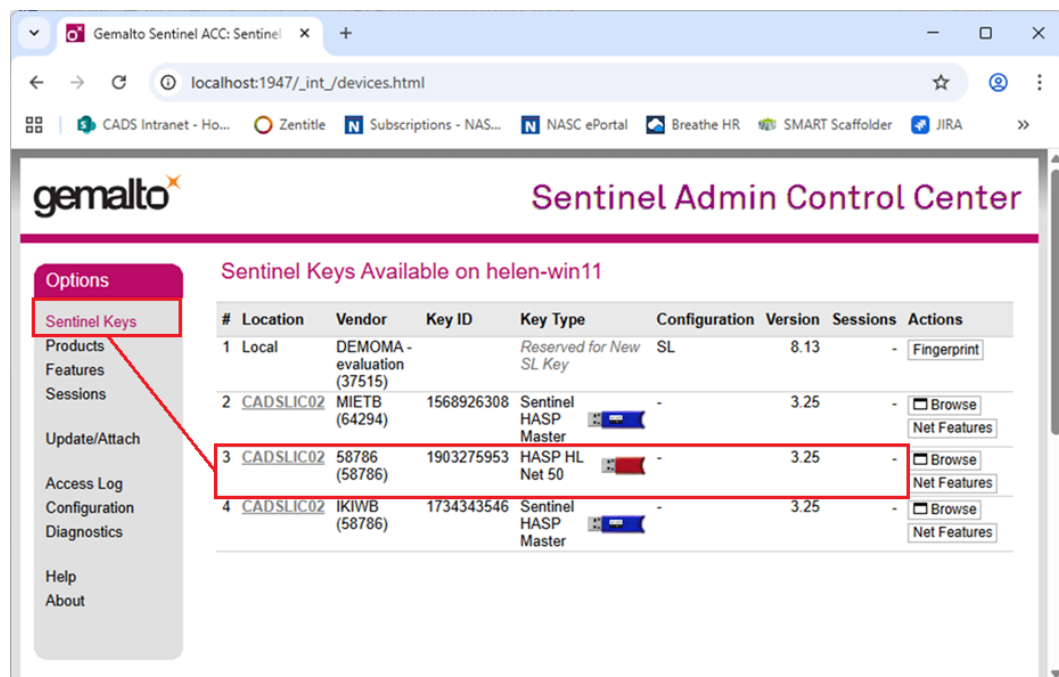 Gemalto Sentinel ACC: Sentinel
localhost:1947/_int_/devices.html
CADS Intranet - Ho...
Zentitle
Subscriptions - NAS...
NASC ePortal
Breathe HR
SMART Scaffolder
JIRA
gemalto
Sentinel Admin Control Center
Options
Sentinel Keys
Products
Features
Sessions
Update/Attach
Access Log
Configuration
Diagnostics
Help
About
Sentinel Keys Available on helen-win11
# Location Vendor Key ID Key Type Configuration Version Sessions Actions
1 Local DEMOMA - Reserved for New SL 8.13 - Fingerprint
evaluation SL Key
(37515)
2 CADSLIC02 MIETB 1568926308 Sentinel - 3.25 - Browse
(64294) HASP Net Features
Master
3 CADSLIC02 58786 1903275953 HASP HL - 3.25 - Browse
(58786) Net 50 Net Features
4 CADSLIC02 IKIWB 1734343546 Sentinel - 3.25 - Browse
(58786) HASP Net Features
Master